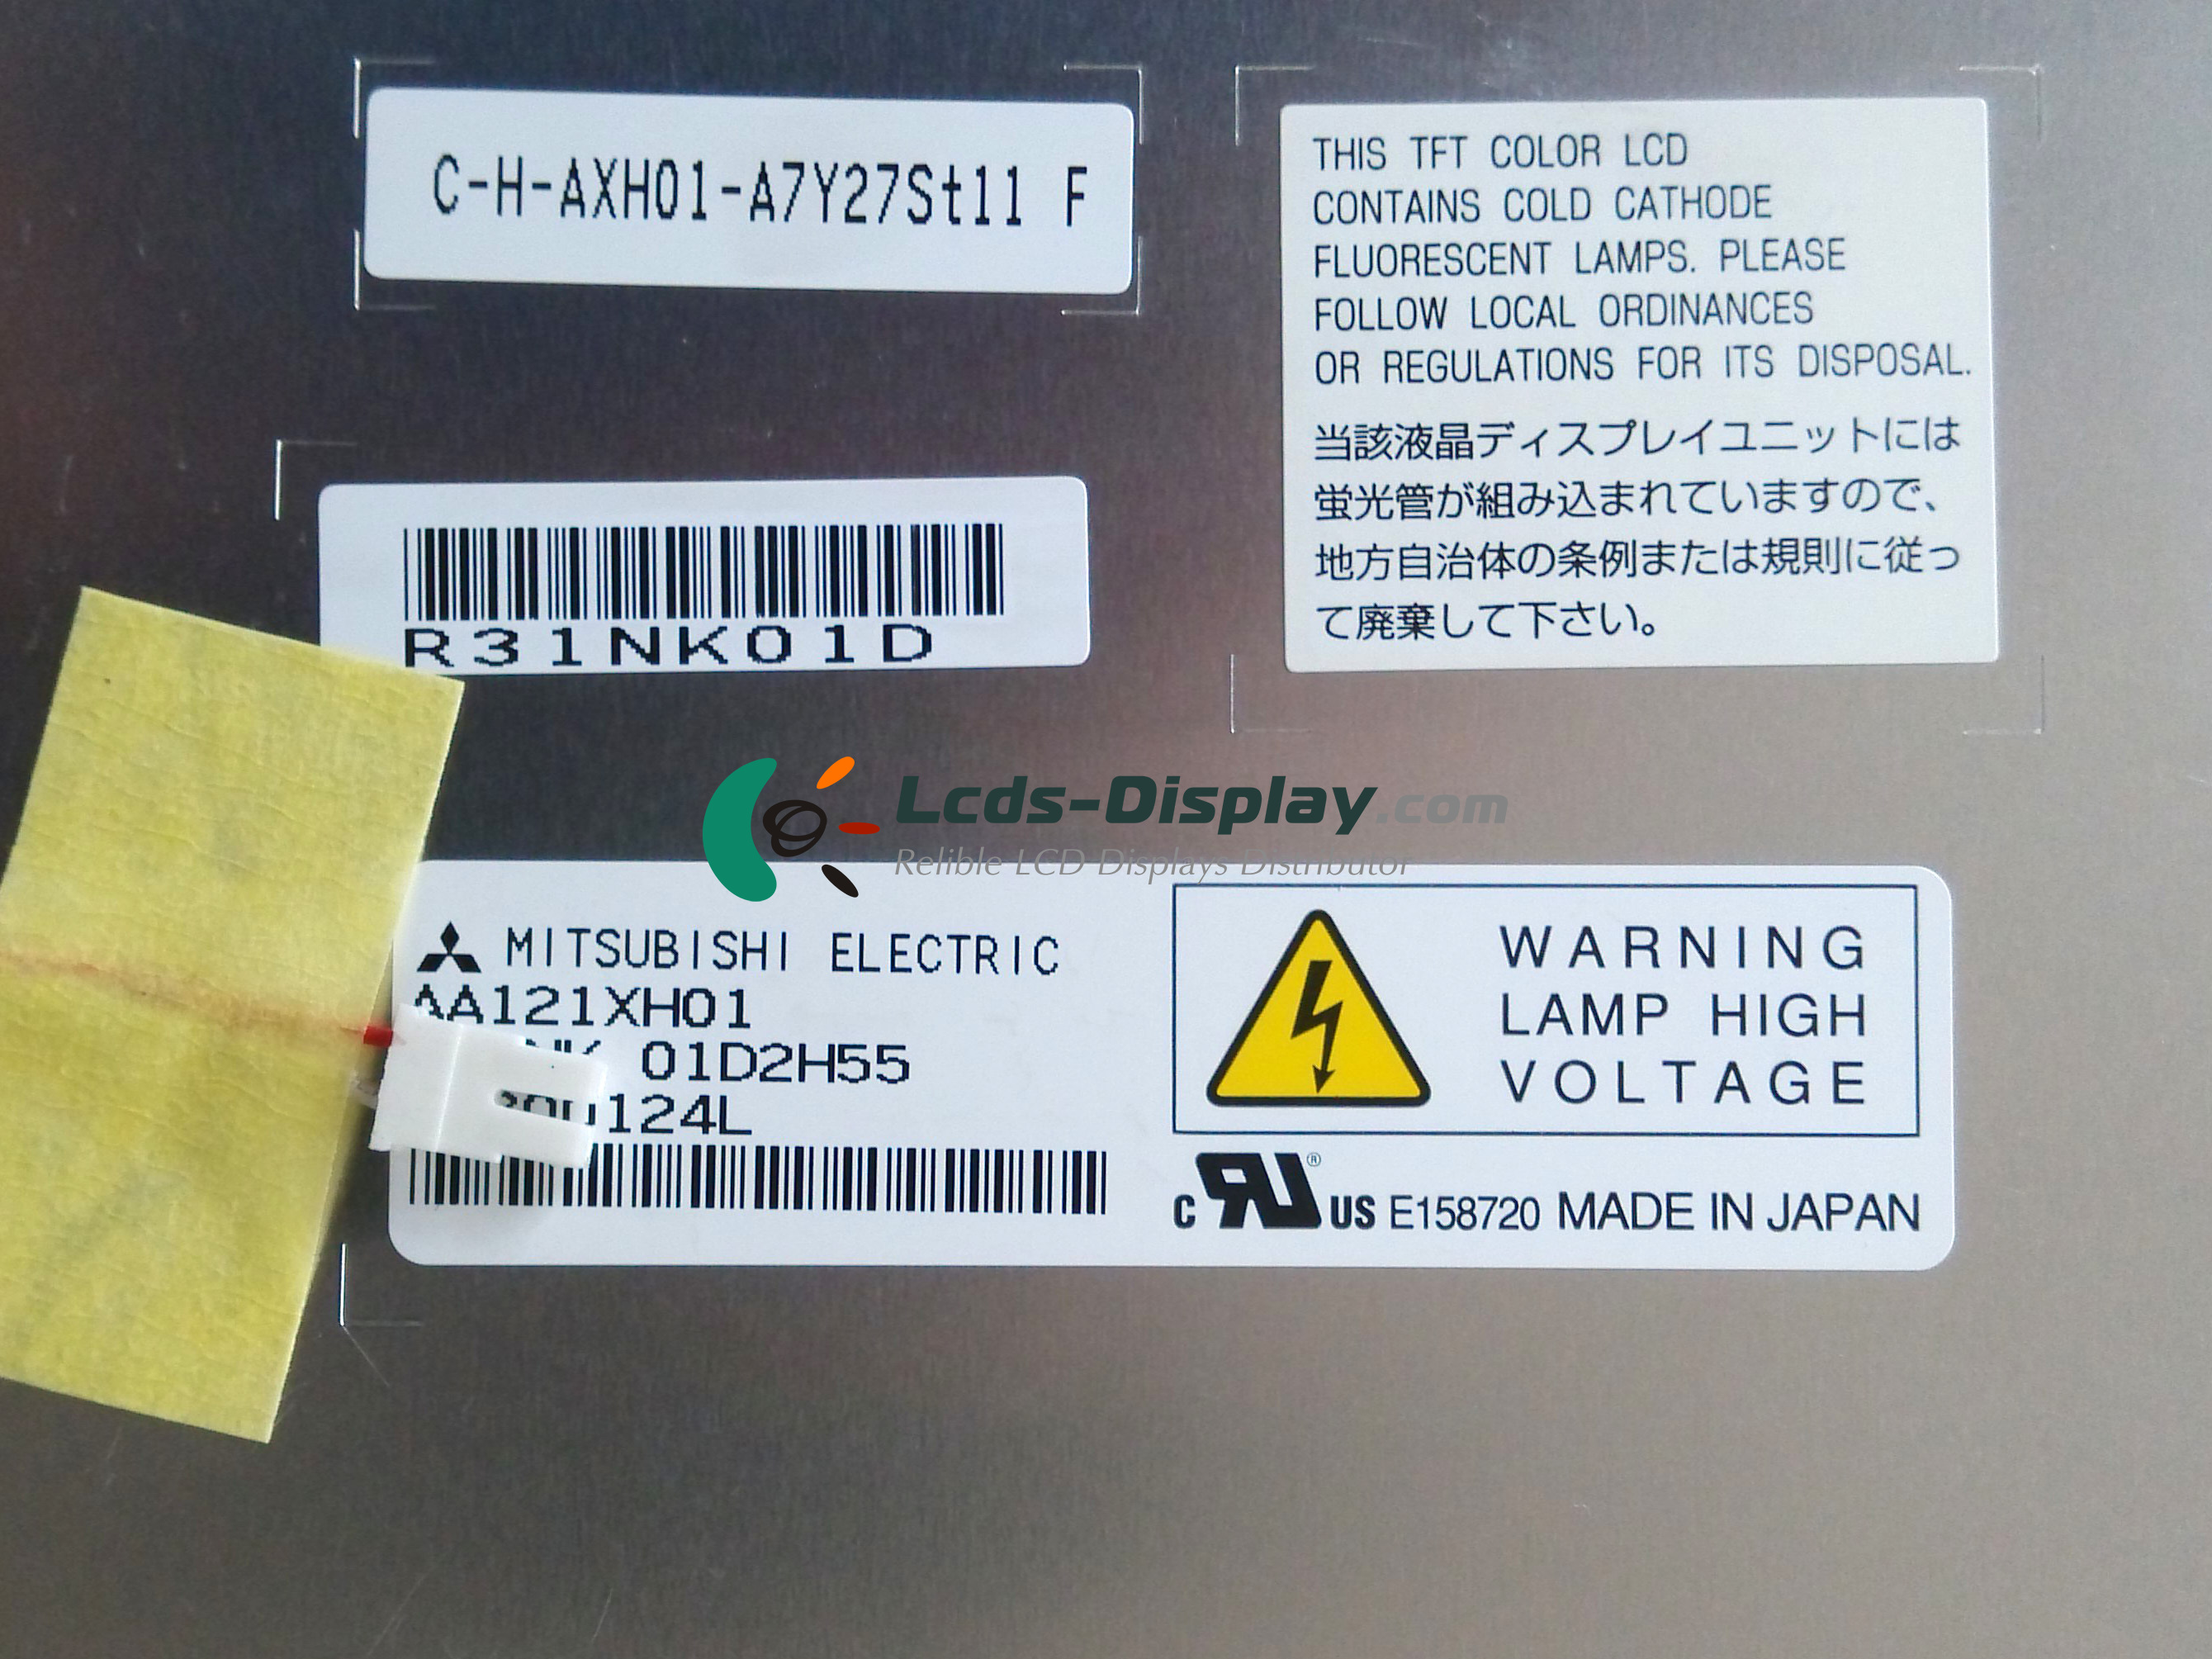 C-H-AXH01-A7Y27St11 F
THIS TFT COLOR LCD
CONTAINS COLD CATHODE
FLUORESCENT LAMPS. PLEASE
FOLLOW LOCAL ORDINANCES
OR REGULATIONS FOR ITS DISPOSAL.
当該液晶ディスプレイユニットには
蛍光管が組み込まれていますので、
地方自治体の条例または規則に従っ
て廃棄して下さい。
R31NK01D
Lcds-Display.com
Relible LCD Displays Distributor
MITSUBISHI ELECTRIC
AA121XH01
01D2H55
124L
WARNING
LAMP HIGH
VOLTAGE
c RU ® US E158720 MADE IN JAPAN